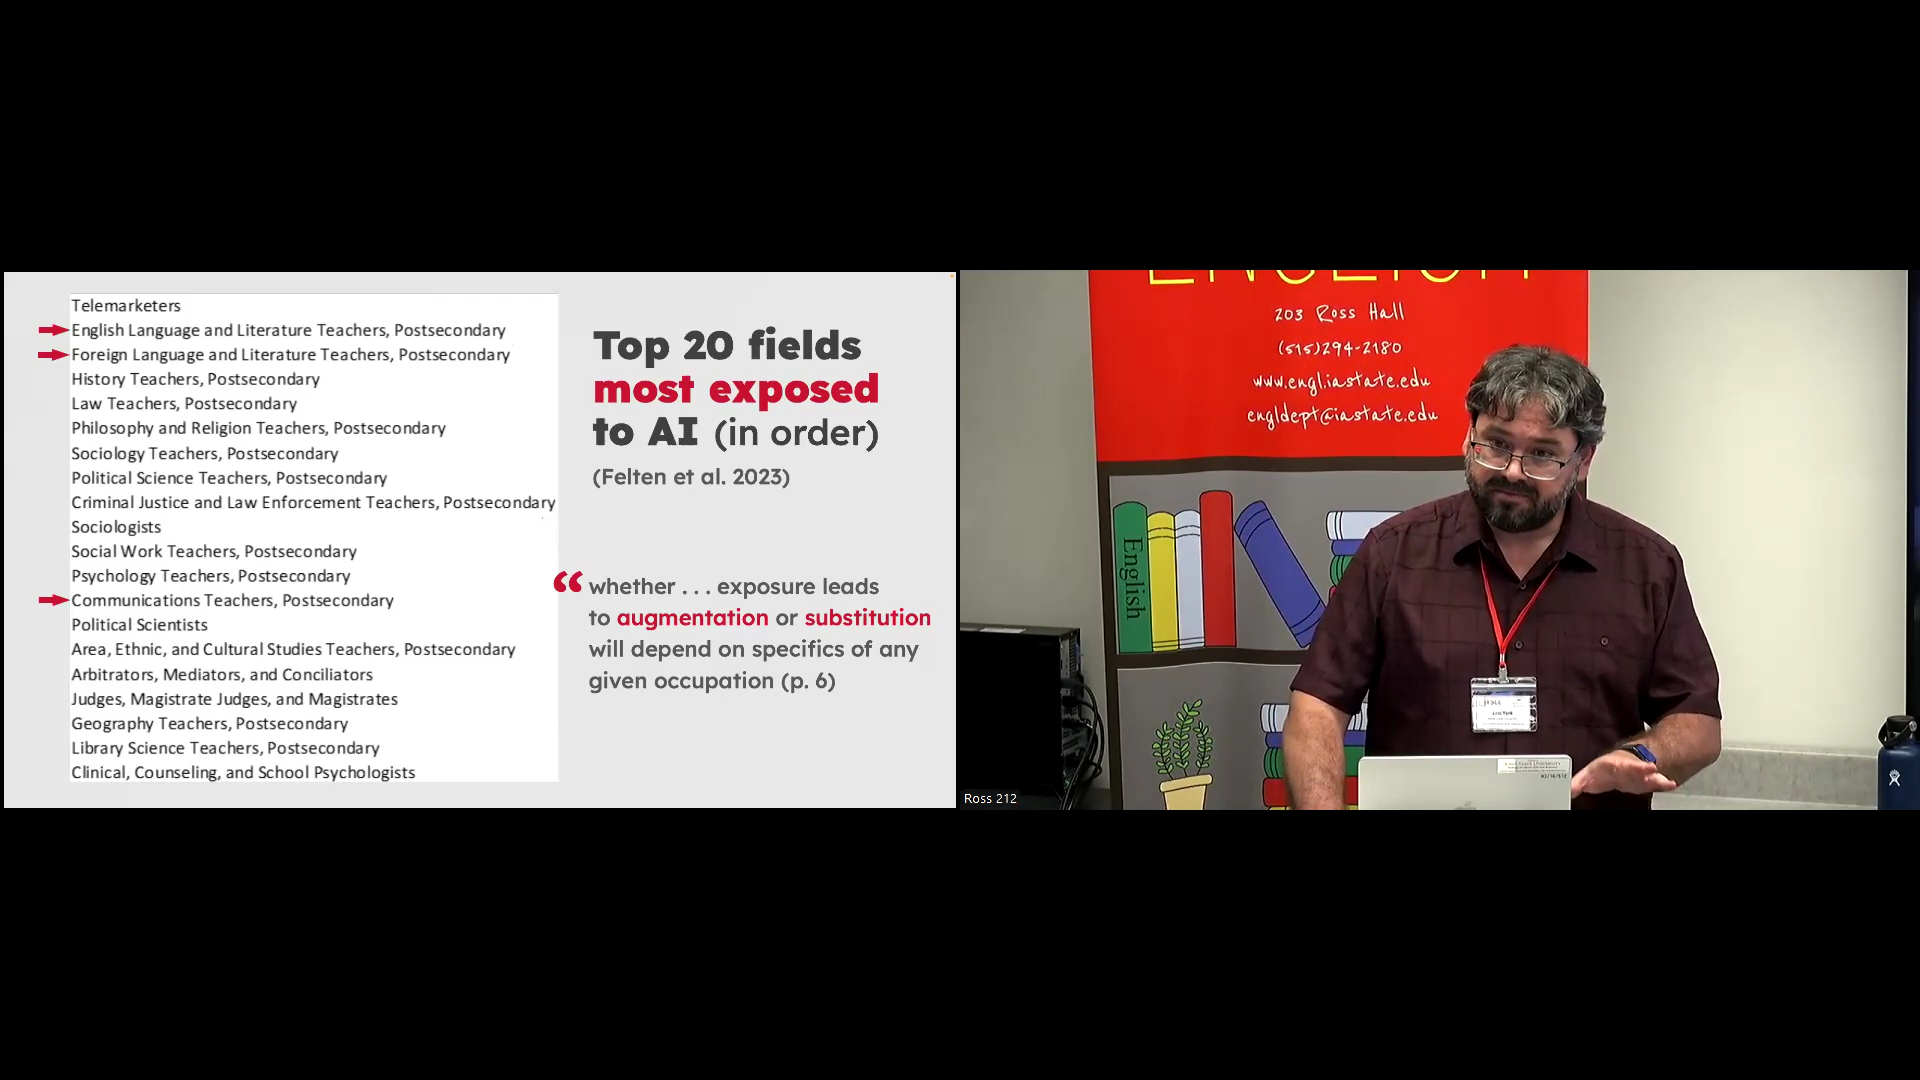 Telemarketers
English Language and Literature Teachers, Postsecondary
Foreign Language and Literature Teachers, Postsecondary
History Teachers, Postsecondary
Law Teachers, Postsecondary
Philosophy and Religion Teachers, Postsecondary
Sociology Teachers, Postsecondary
Political Science Teachers, Postsecondary
Criminal Justice and Law Enforcement Teachers, Postsecondary
Sociologists
Social Work Teachers, Postsecondary
Psychology Teachers, Postsecondary
Communications Teachers, Postsecondary
Political Scientists
Area, Ethnic, and Cultural Studies Teachers, Postsecondary
Arbitrators, Mediators, and Conciliators
Judges, Magistrate Judges, and Magistrates
Geography Teachers, Postsecondary
Library Science Teachers, Postsecondary
Clinical, Counseling, and School Psychologists
Top 20 fields
most exposed
to AI (in order)
(Felten et al. 2023)
“ whether . . . exposure leads
to augmentation or substitution
will depend on specifics of any
given occupation (p. 6)
ENGLISH
203 Ross Hall
(515)294-2180
www.engl.iastate.edu
engldept@iastate.edu
English
Ross 212